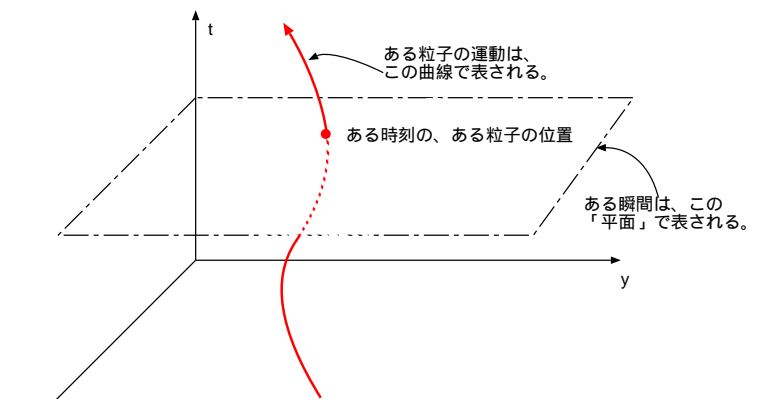 t
ある粒子の運動は、
この曲線で表される。
ある時刻の、ある粒子の位置
ある瞬間は、この
「平面」で表される。
y